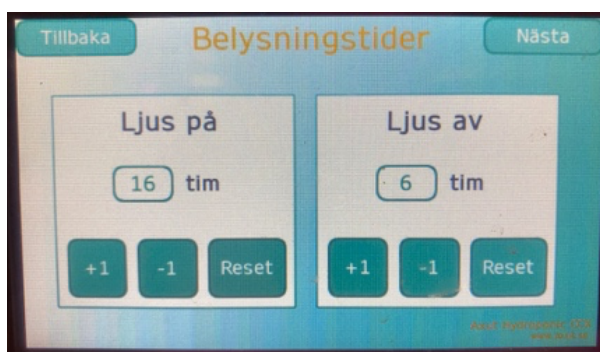 Tillbaka
Belysningstider
Nästa
Ljus på
Ljus av
16 tim
6 tim
+1 -1 Reset
+1 -1 Reset